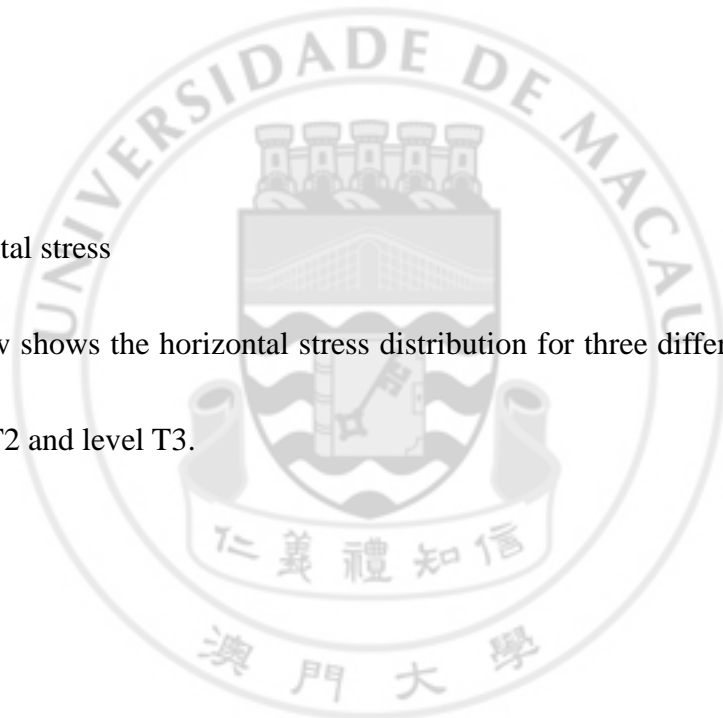 UNIVERSIDADE DE MACAU
tal stress
w shows the horizontal stress distribution for three differ
T2 and level T3.
仁義禮知信
澳門大學